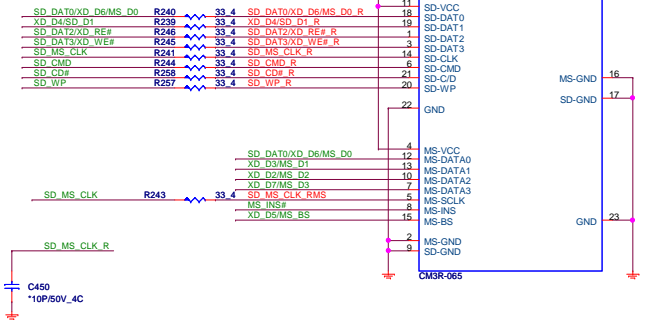 11 SD-VCC
SD_DAT0/XD_D6/MS_D0 R240 33_4 SD_DAT0/XD_D6/MS_D0_R 18 SD-DAT0
XD_D4/SD_D1 R239 33_4 XD_D4/SD_D1_R 19 SD-DAT1
SD_DAT2/XD_RE# R246 33_4 SD_DAT2/XD_RE#_R 1 SD-DAT2
SD_DAT3/XD_WE# R245 33_4 SD_DAT3/XD_WE#_R 3 SD-DAT3
SD_MS_CLK R241 33_4 SD_MS_CLK_R 14 SD-CLK
SD_CMD R244 33_4 SD_CMD_R 6 SD-CMD
SD_CD# R258 33_4 SD_CD#_R 21 SD-C/D MS-GND 16
SD_WP R257 33_4 SD_WP_R 20 SD-WP
SD-GND 17
22 GND
4 MS-VCC
SD_DAT0/XD_D6/MS_D0 12 MS-DATA0
XD_D3/MS_D1 13 MS-DATA1
XD_D2/MS_D2 10 MS-DATA2
XD_D7/MS_D3 7 MS-DATA3
SD_MS_CLK R243 33_4 SD_MS_CLK_RMS 5 MS-SCLK
MS_INS# 8 MS-INS
XD_D5/MS_BS 15 MS-BS GND 23
2 MS-GND
SD_MS_CLK_R 9 SD-GND
CM3R-065
C450
*10P/50V_4C